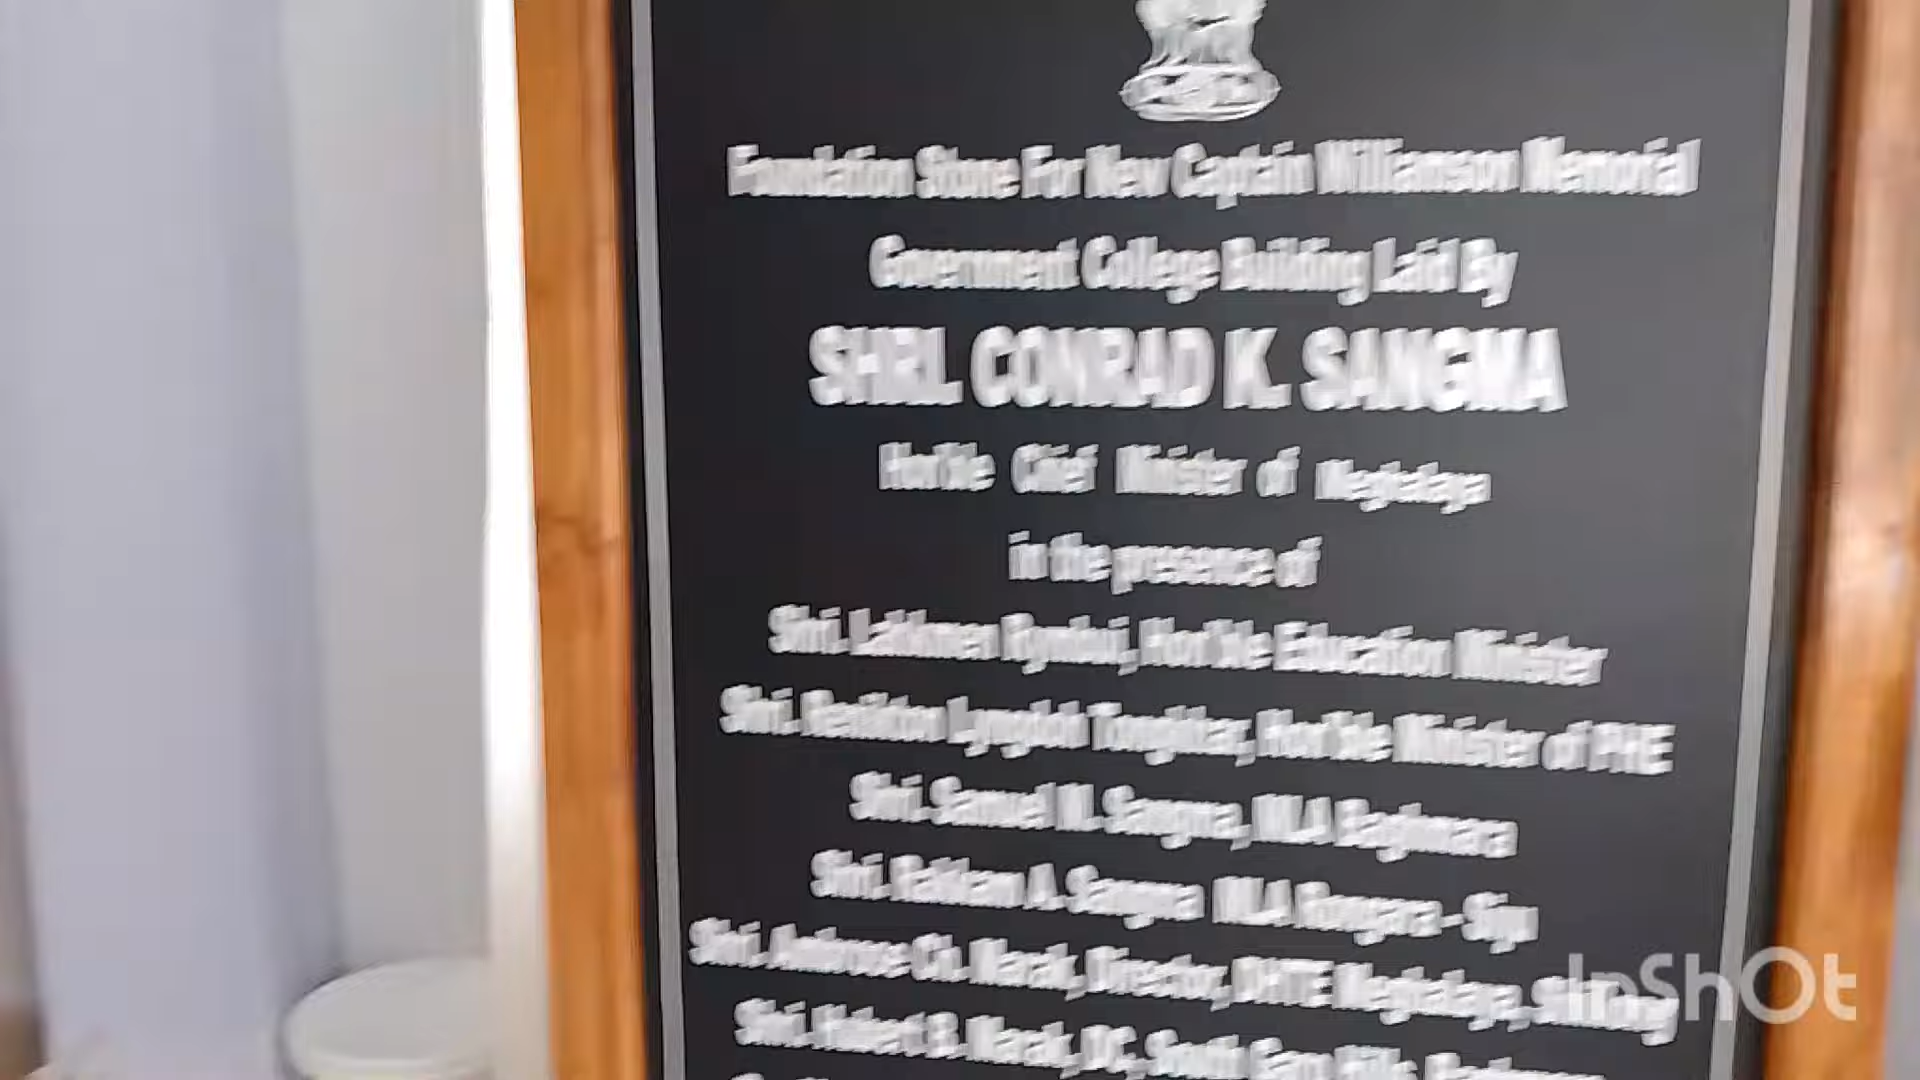 Foundation Stone For New Captain Williamson Memorial
Government College Building Laid By
SHRI. CONRAD K. SANGMA
Hon'ble Chief Minister of Meghalaya
in the presence of
Shri. Lahkmen Rymbui, Hon'ble Education Minister
Shri. Renikton Lyngdoh Tongkhar, Hon'ble Minister of PHE
Shri. Samuel M. Sangma, MLA Baghmara
Shri. Rakkam A. Sangma MLA Rongara - Siju
Shri. Ambrose Ch. Marak, Director, DHTE Meghalaya, Shillong
Shri. B. Marak, DC, South Garo Hills,
InShOt